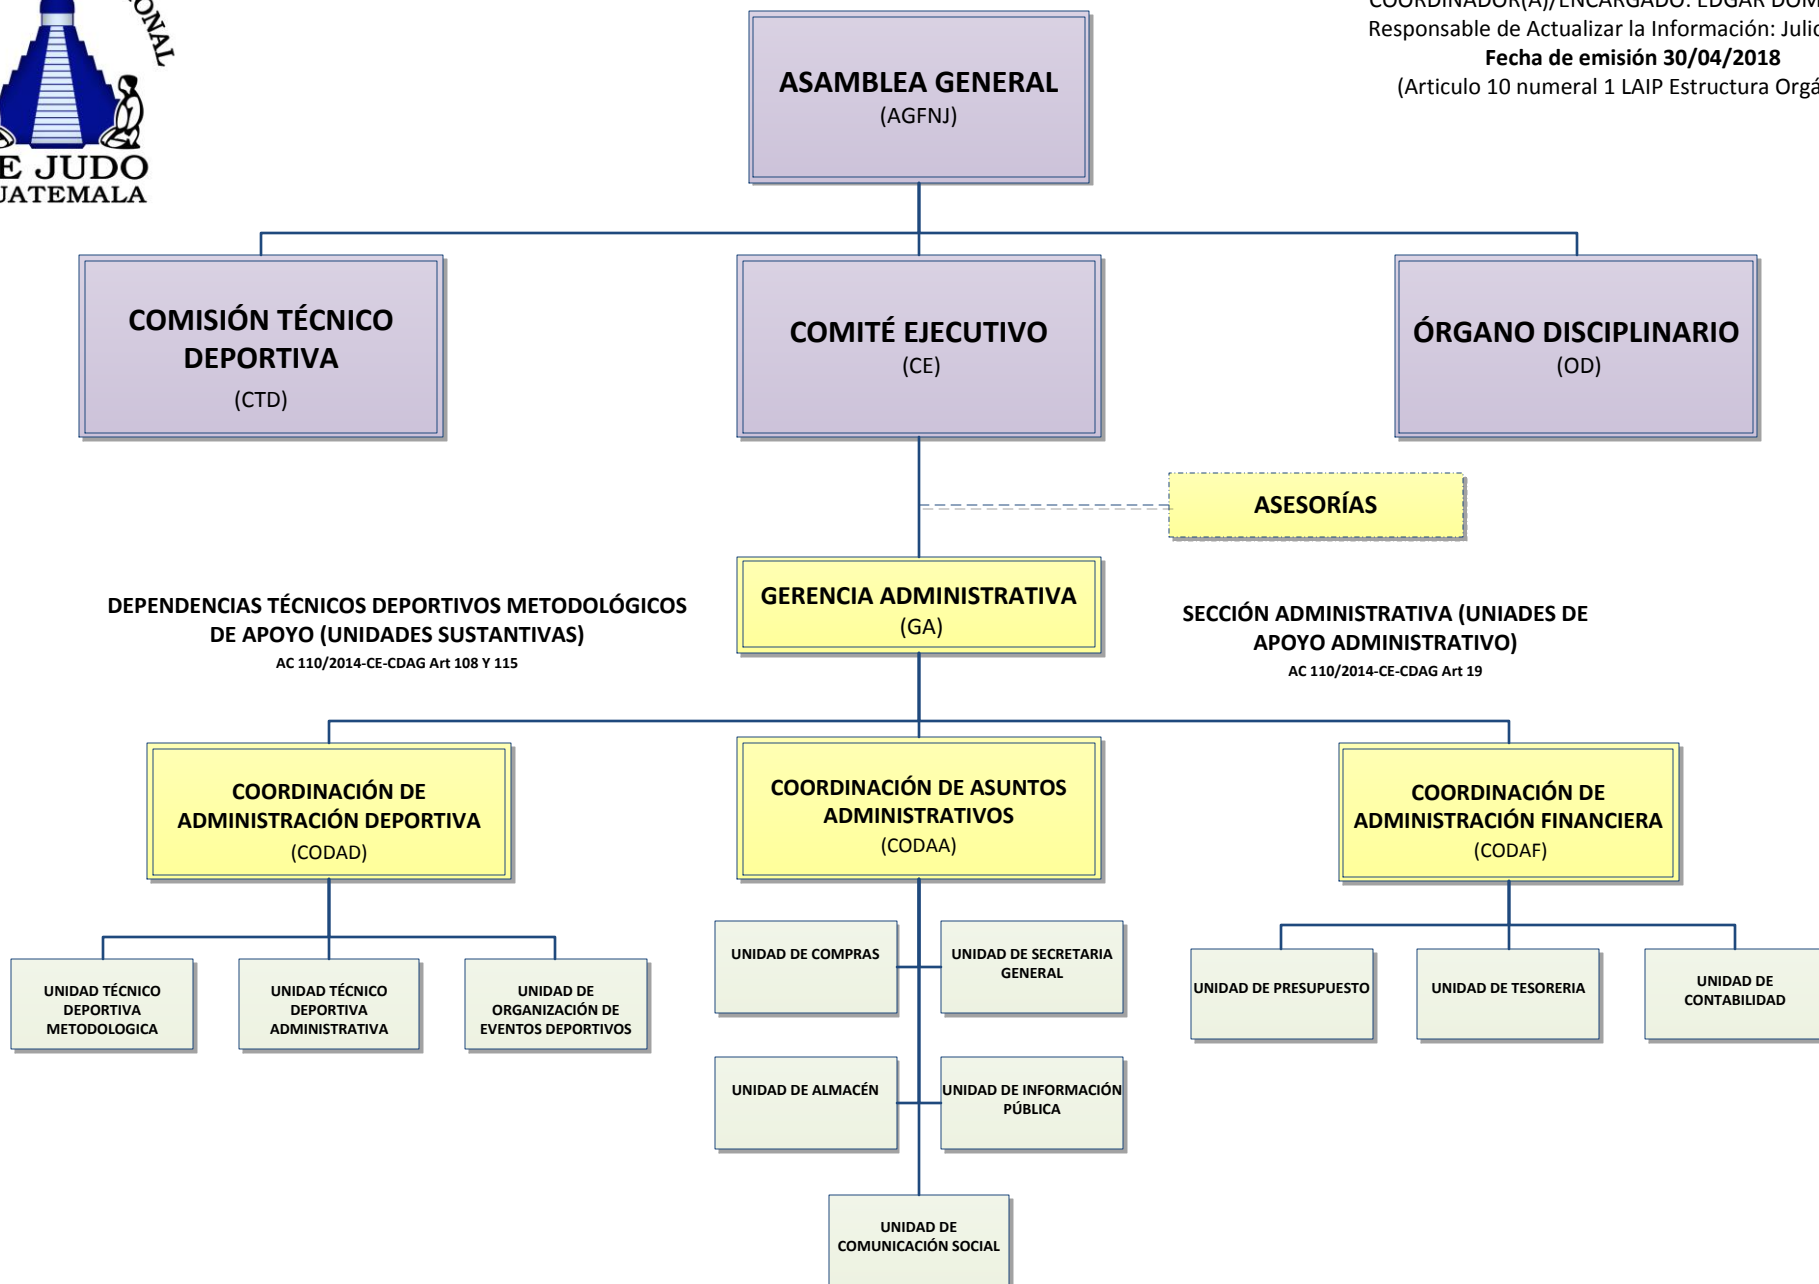 JUDO
COORDINADOR(A)/ENCARGADO: EDGAR
Responsable de Actualizar la Información:
Fecha de emisión 30/04/2018
(Articulo 10 numeral 1 LAIP Estructura
ASAMBLEA GENERAL
(AGFNJ)
COMISIÓN TÉCNICO
DEPORTIVA
(CTD)
COMITÉ EJECUTIVO
(CE)
ÓRGANO DISCIPLINARIO
(OD)
ASESORÍAS
GERENCIA ADMINISTRATIVA
(GA)
DEPENDENCIAS TÉCNICOS DEPORTIVOS METODOLÓGICOS
DE APOYO (UNIDADES SUSTANTIVAS)
AC 110/2014-CE-CDAG Art 108 Y 115
SECCIÓN ADMINISTRATIVA (UNIADES DE
APOYO ADMINISTRATIVO)
AC 110/2014-CE-CDAG Art 19
COORDINACIÓN DE
ADMINISTRACIÓN DEPORTIVA
(CODAD)
COORDINACIÓN DE ASUNTOS
ADMINISTRATIVOS
(CODAA)
COORDINACIÓN DE
ADMINISTRACIÓN FINANCIERA
(CODAF)
UNIDAD TÉCNICO
DEPORTIVA
METODOLOGICA
UNIDAD TÉCNICO
DEPORTIVA
ADMINISTRATIVA
UNIDAD DE
ORGANIZACIÓN DE
EVENTOS DEPORTIVOS
UNIDAD DE COMPRAS
UNIDAD DE SECRETARIA
GENERAL
UNIDAD DE ALMACÉN
UNIDAD DE INFORMACIÓN
PÚBLICA
UNIDAD DE
COMUNICACIÓN SOCIAL
UNIDAD DE PRESUPUESTO
UNIDAD DE TESORERIA
UNIDAD DE
CONTABILIDAD